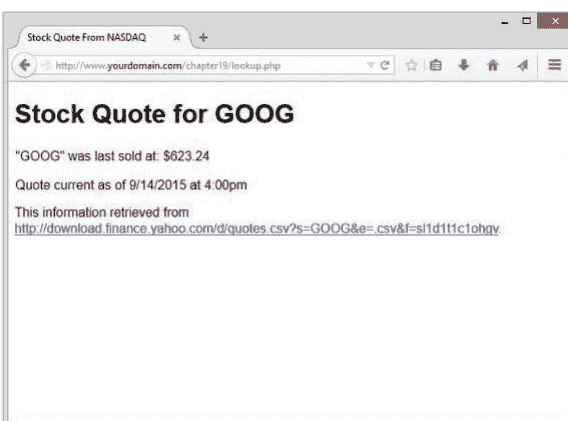 Stock Quote From NASDAQ
http://www.yourdomain.com/chapter19/lookup.php
Stock Quote for GOOG
"GOOG" was last sold at: $623.24
Quote current as of 9/14/2015 at 4:00pm
This information retrieved from
http://download.finance.yahoo.com/d/quotes.csv?s=GOOG&e=.csv&f=sl1d1t1c1ohgv.